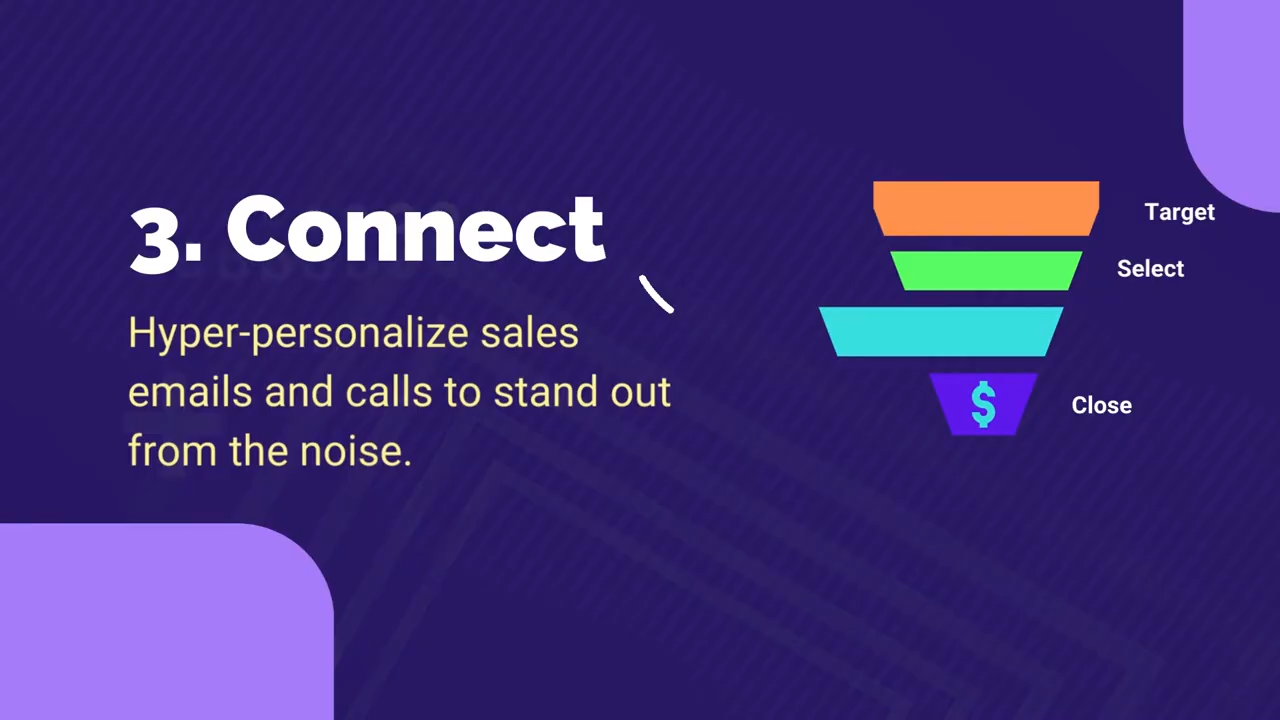 3. Connect
Hyper-personalize sales
emails and calls to stand out
from the noise.
Target
Select
$
Close